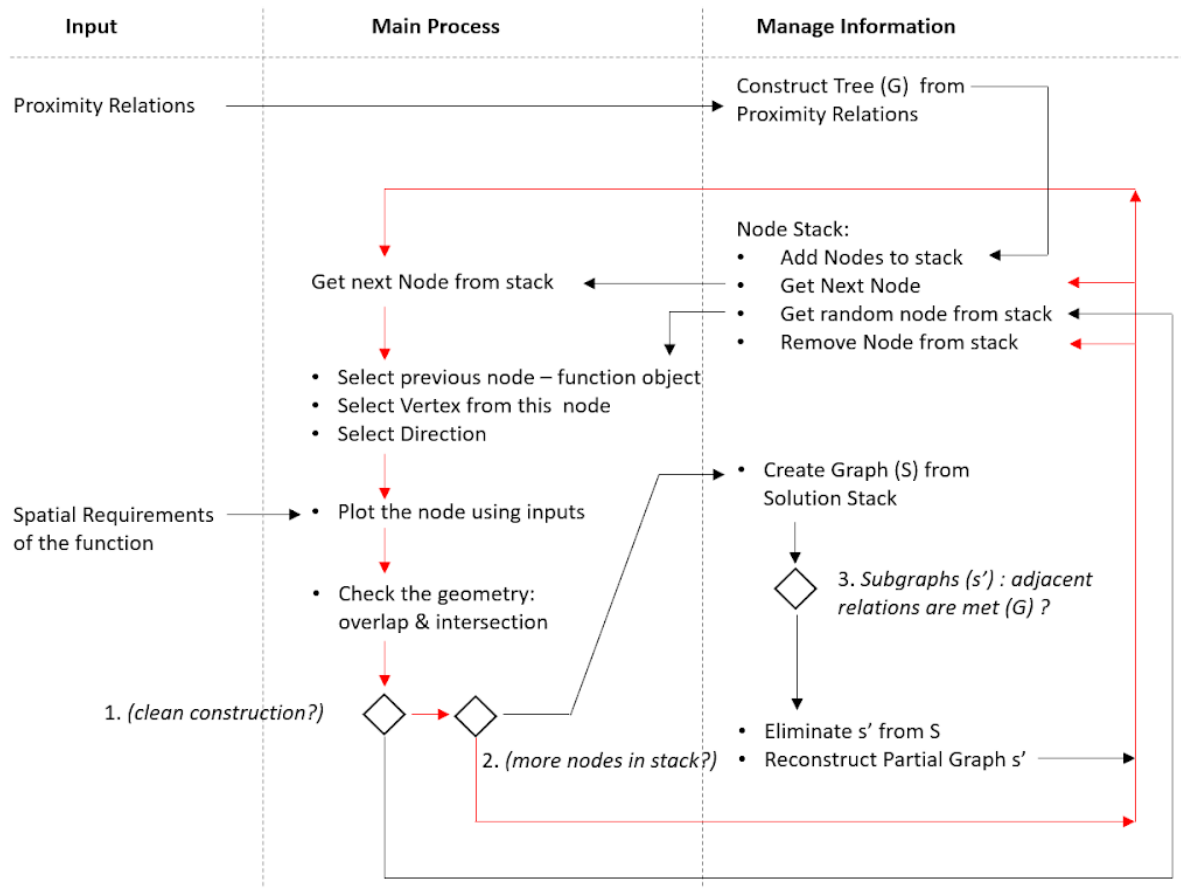 Input
Main Process
Manage Information
Proximity Relations
Construct Tree (G) from
Proximity Relations
Node Stack:
• Add Nodes to stack
• Get Next Node
• Get random node from stack
• Remove Node from stack
Get next Node from stack
• Select previous node – function object
• Select Vertex from this node
• Select Direction
Spatial Requirements
of the function
• Plot the node using inputs
• Check the geometry:
overlap & intersection
1. (clean construction?)
2. (more nodes in stack?)
• Create Graph (S) from
Solution Stack
3. Subgraphs (s’) : adjacent
relations are met (G) ?
• Eliminate s’ from S
• Reconstruct Partial Graph s’